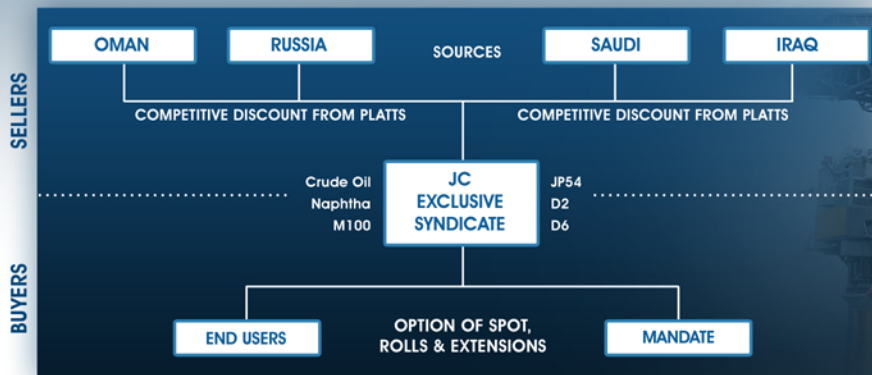 SELLERS
OMAN
RUSSIA
SOURCES
SAUDI
IRAQ
COMPETITIVE DISCOUNT FROM PLATTS
COMPETITIVE DISCOUNT FROM PLATTS
Crude Oil
Naphtha
M100
JC
EXCLUSIVE
SYNDICATE
JP54
D2
D6
BUYERS
END USERS
OPTION OF SPOT,
ROLLS & EXTENSIONS
MANDATE